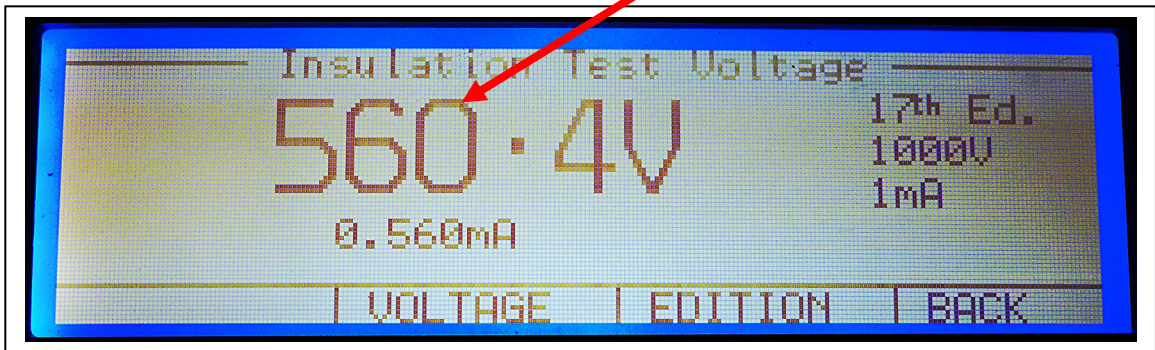 Insulation Test Voltage
560.4V
17th Ed.
1000V
1mA
0.560mA
VOLTAGE | EDITION | BACK